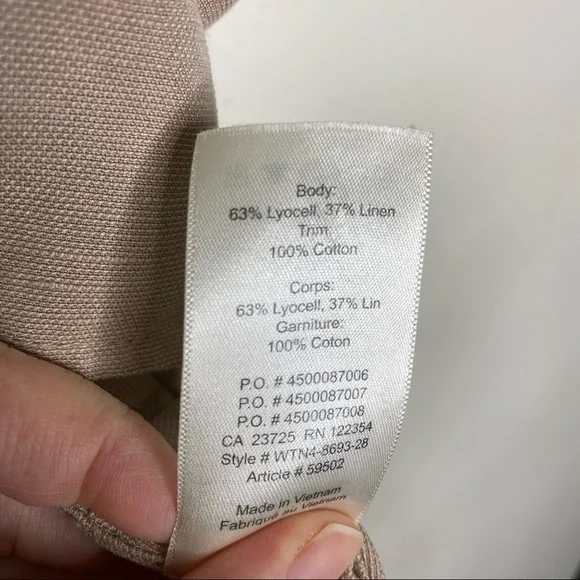 Body:
63% Lyocell, 37% Linen
Trim:
100% Cotton
Corps:
63% Lyocell, 37% Lin
Garniture:
100% Coton
P.O. # 4500087006
P.O. # 4500087007
P.O. # 4500087008
CA 23725 RN 122354
Style # WTN4-8693-28
Article # 59502
Made in Vietnam
Fabriqué au Vietnam